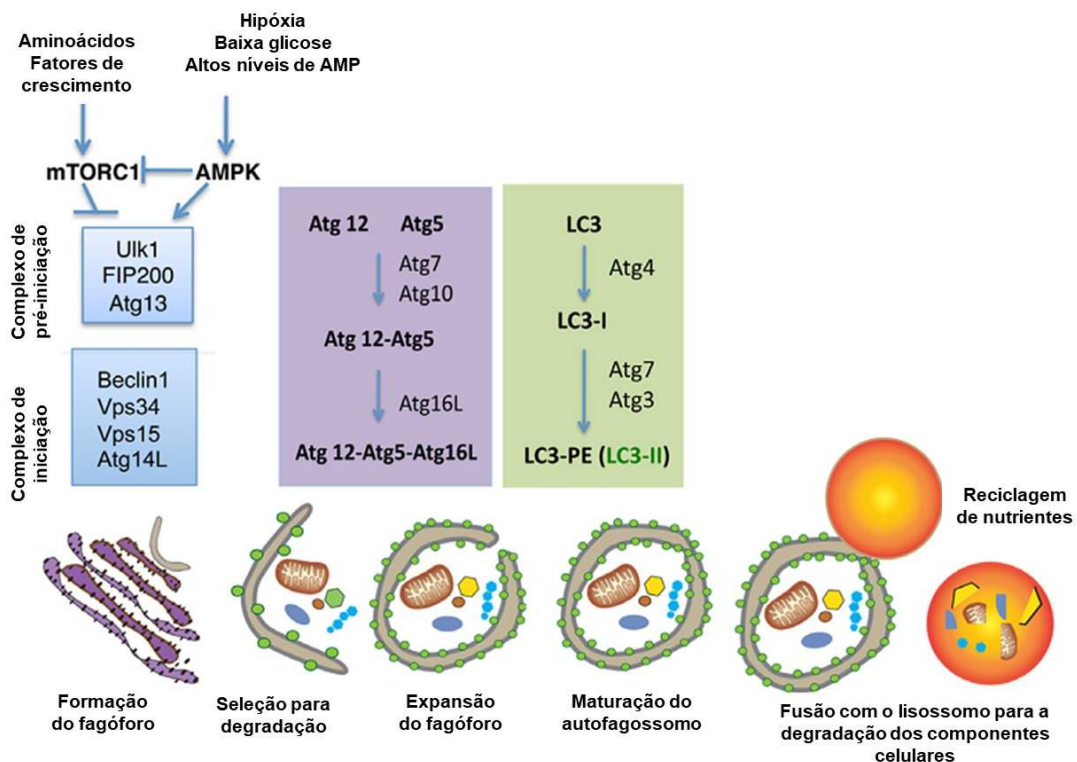 Aminoácidos
Fatores de
crescimento
Hipóxia
Baixa glicose
Altos níveis de AMP
mTORC1
AMPK
Complexo de
pré-iniciação
Ulk1
FIP200
Atg13
Complexo de
iniciação
Beclin1
Vps34
Vps15
Atg14L
Atg 12
Atg5
Atg7
Atg10
Atg 12-Atg5
Atg16L
Atg 12-Atg5-Atg16L
LC3
Atg4
LC3-I
Atg7
Atg3
LC3-PE (LC3-II)
Reciclagem
de nutrientes
Formação
do fagóforo
Seleção para
degradação
Expansão
do fagóforo
Maturação do
autofagossomo
Fusão com o lisossomo para a
degradação dos componentes
celulares